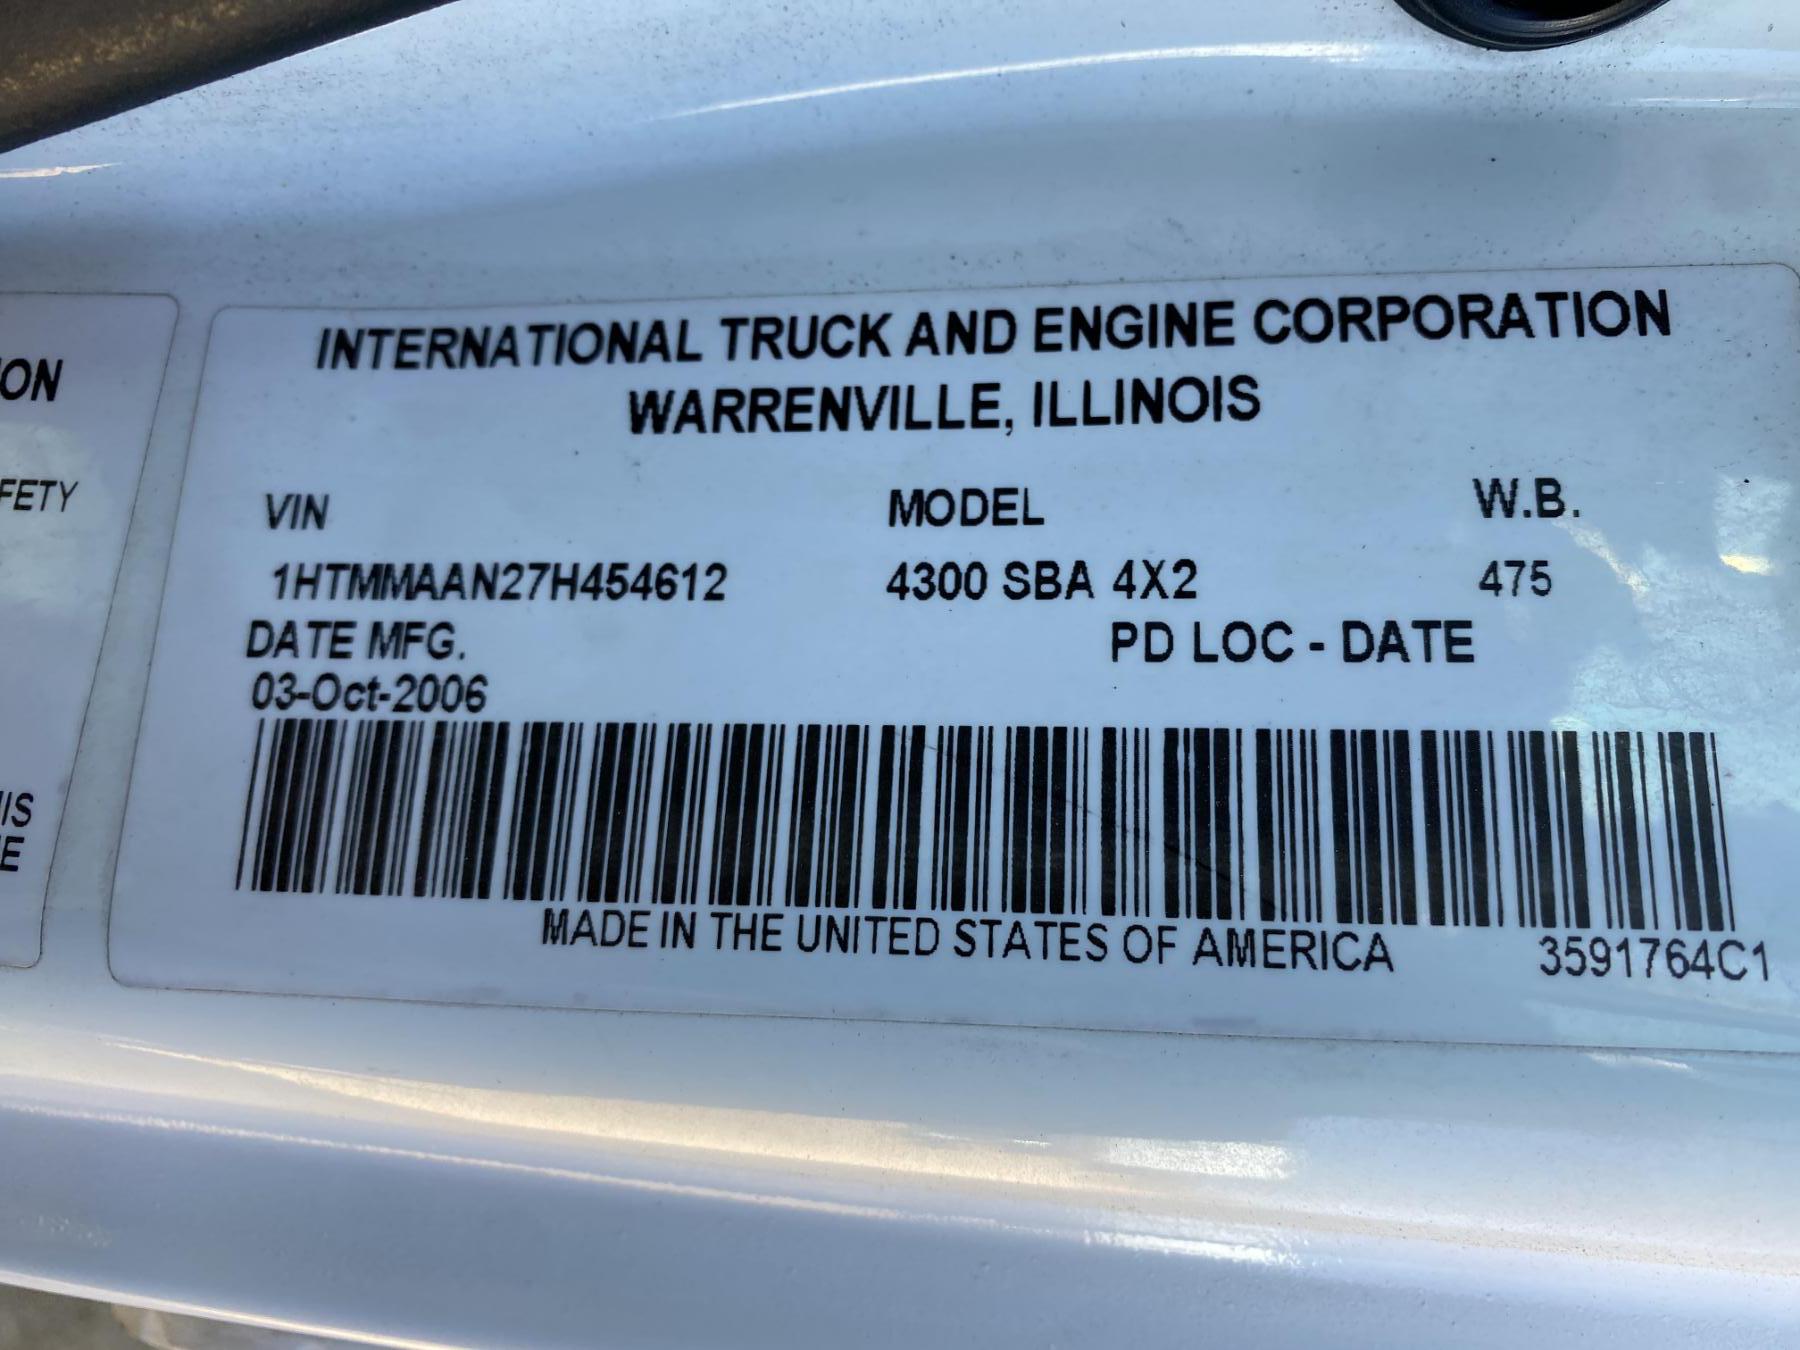 ON
FETY
IS
E
INTERNATIONAL TRUCK AND ENGINE CORPORATION
WARRENVILLE, ILLINOIS
VIN MODEL W.B.
1HTMMAAN27H454612 4300 SBA 4X2 475
DATE MFG. PD LOC - DATE
03-Oct-2006
MADE IN THE UNITED STATES OF AMERICA 3591764C1